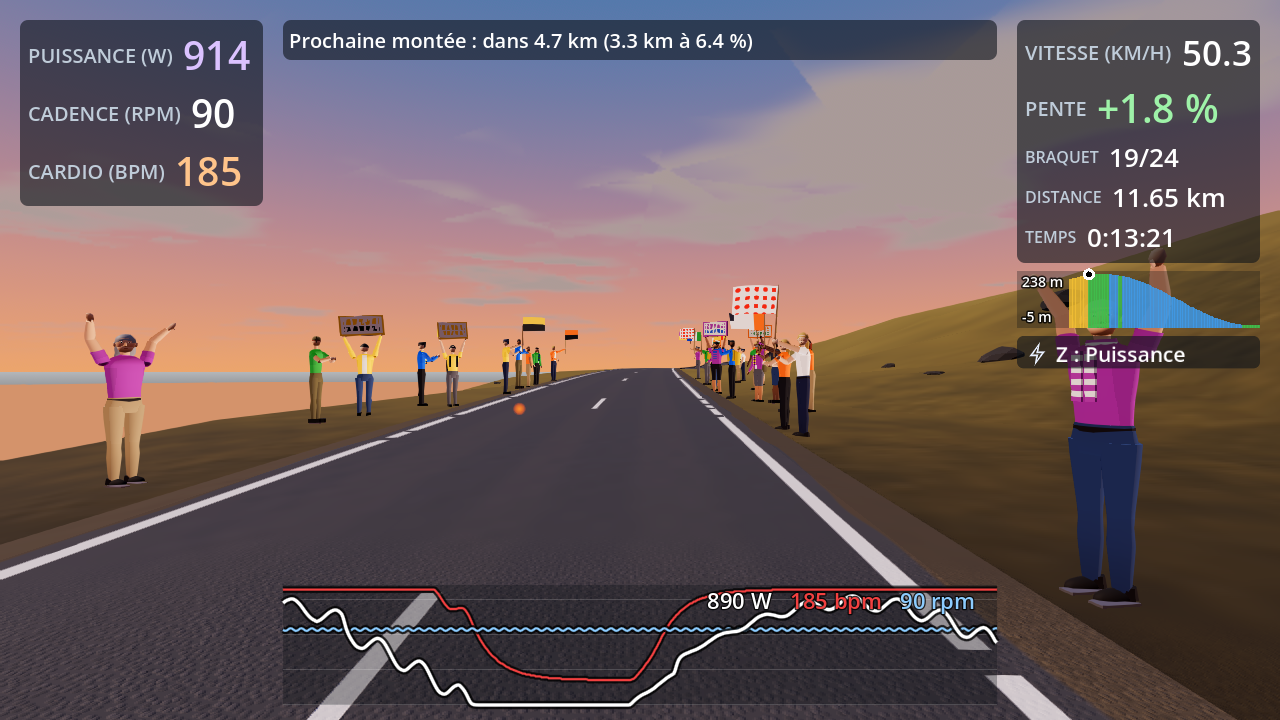 PUISSANCE (W) 914
CADENCE (RPM) 90
CARDIO (BPM) 185
Prochaine montée : dans 4.7 km (3.3 km à 6.4 %)
VITESSE (KM/H) 50.3
PENTE +1.8 %
BRAQUET 19/24
DISTANCE 11.65 km
TEMPS 0:13:21
238 m
-5 m
Z : Puissance
890 W 185 bpm 90 rpm